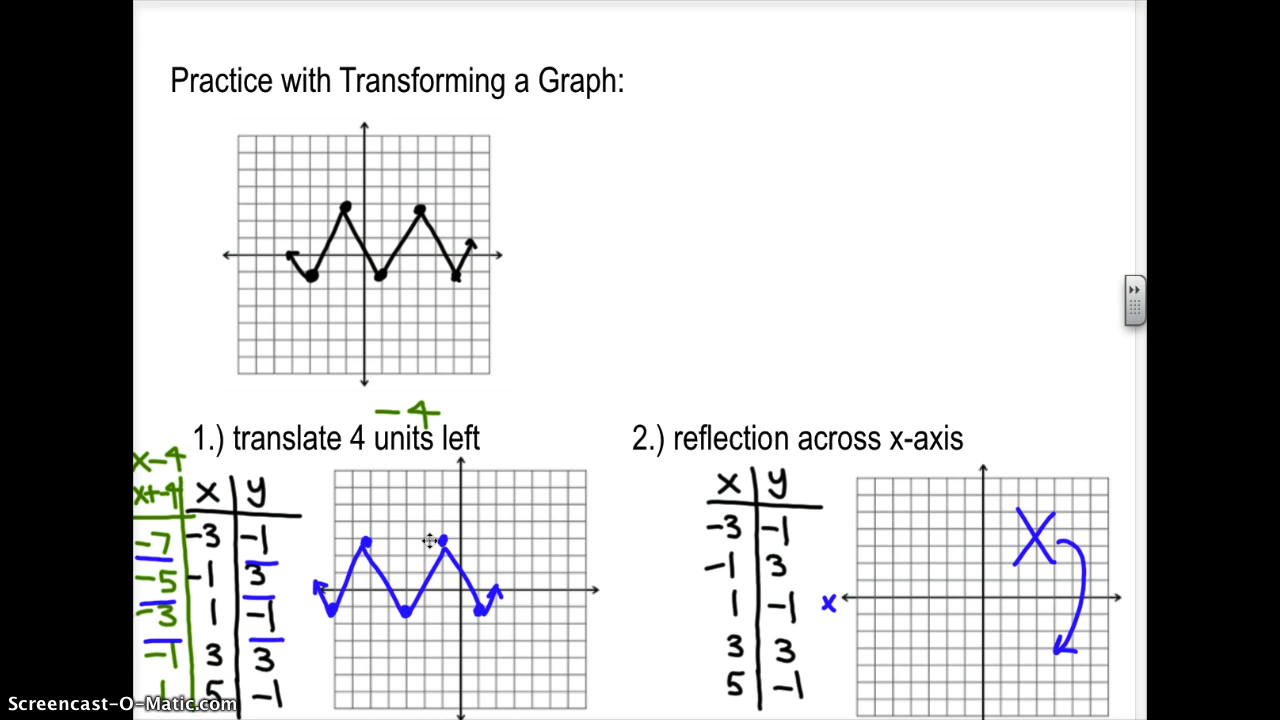 Practice with Transforming a Graph:
-4
1.) translate 4 units left
x-4
x+-4 x y
-7 -3 -1
-5 -1 3
-3 1 -1
-1 3 3
1 5 -1
2.) reflection across x-axis
x y
-3 -1
-1 3
1 -1 x
3 3
5 -1
X
Screencast-O-Matic.com